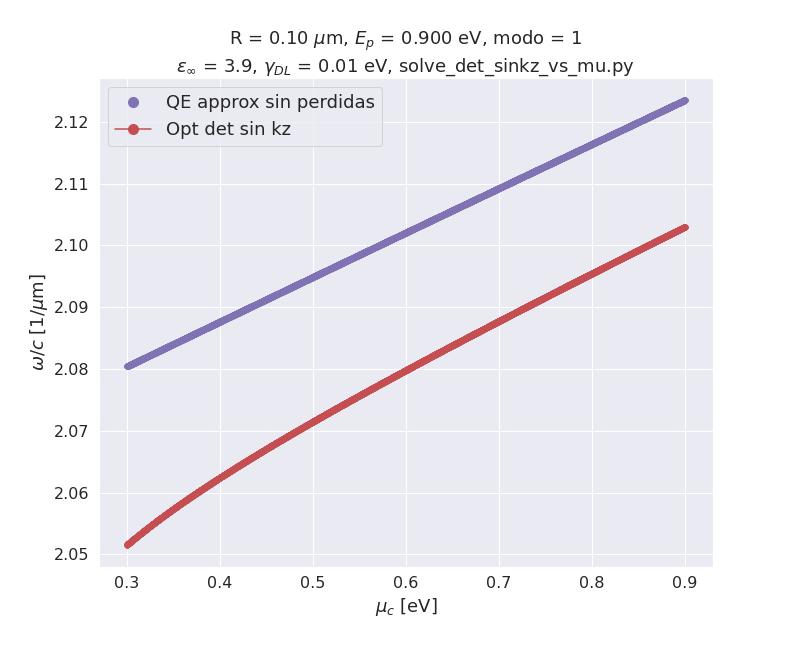 R = 0.10 μm, E_p = 0.900 eV, modo = 1
ε_∞ = 3.9, γ_DL = 0.01 eV, solve_det_sinkz_vs_mu.py
QE approx sin perdidas
Opt det sin kz
2.12
2.11
2.10
2.09
2.08
2.07
2.06
2.05
ω/c [1/μm]
0.3 0.4 0.5 0.6 0.7 0.8 0.9
μ_c [eV]